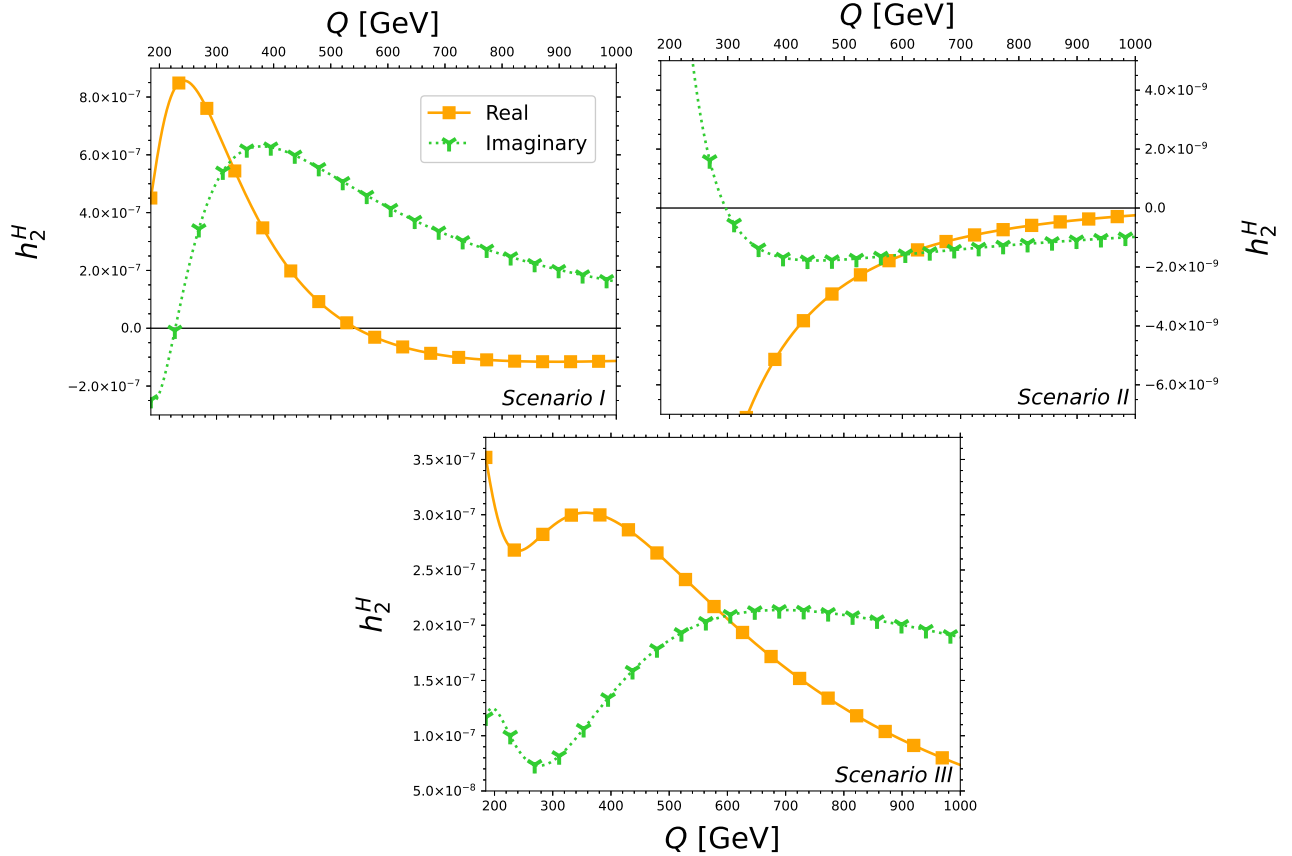 Q [GeV]
200 300 400 500 600 700 800 900 1000
8.0×10⁻⁷
6.0×10⁻⁷
4.0×10⁻⁷
2.0×10⁻⁷
0.0
−2.0×10⁻⁷
h₂ᴴ
Real
Imaginary
Scenario I
Q [GeV]
200 300 400 500 600 700 800 900 1000
4.0×10⁻⁹
2.0×10⁻⁹
0.0
−2.0×10⁻⁹
−4.0×10⁻⁹
−6.0×10⁻⁹
h₂ᴴ
Scenario II
3.5×10⁻⁷
3.0×10⁻⁷
2.5×10⁻⁷
2.0×10⁻⁷
1.5×10⁻⁷
1.0×10⁻⁷
5.0×10⁻⁸
h₂ᴴ
Scenario III
200 300 400 500 600 700 800 900 1000
Q [GeV]